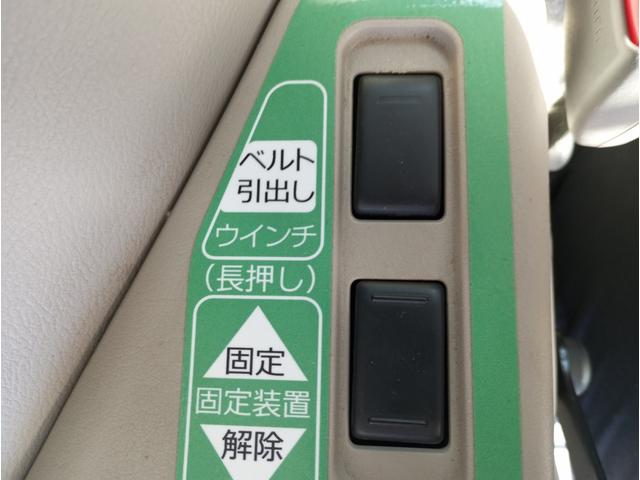 ベルト
引出し
ウインチ
(長押し)
固定
固定装置
解除